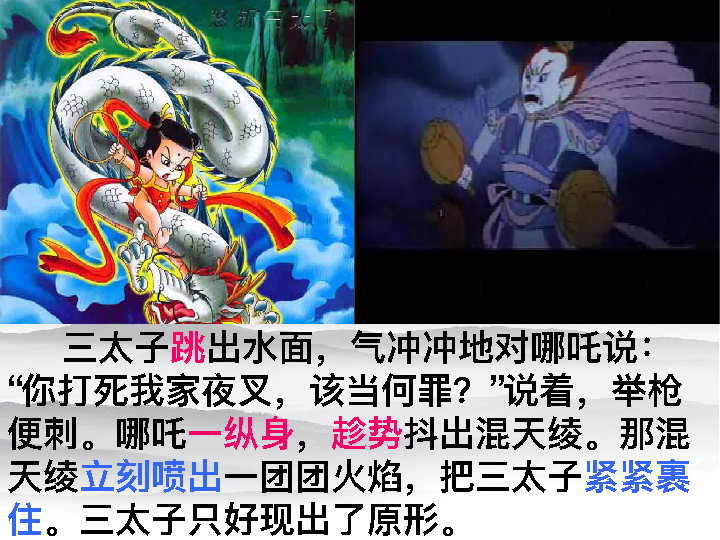 三太子跳出水面，气冲冲地对哪吒说：
“你打死我家夜叉，该当何罪？”说着，举枪
便刺。哪吒一纵身，趁势抖出混天绫。那混
天绫立刻喷出一团团火焰，把三太子紧紧裹
住。三太子只好现出了原形。